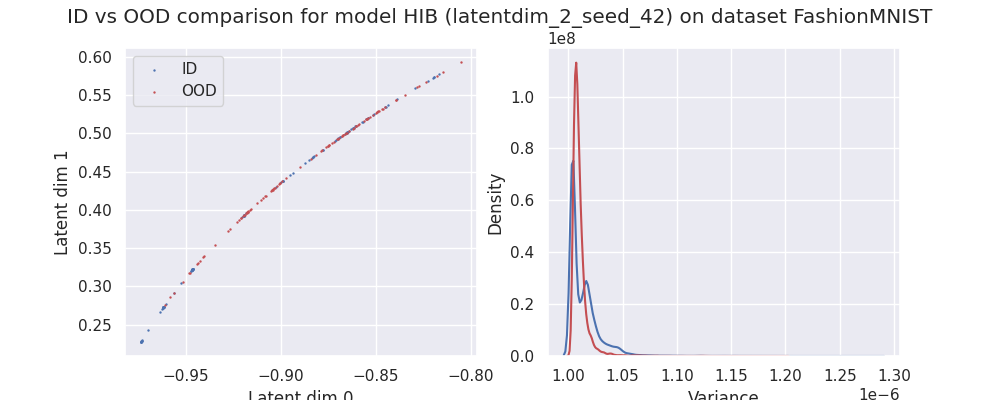 ID vs OOD comparison for model HIB (latentdim_2_seed_42) on dataset FashionMNIST
ID
OOD
0.60
0.55
0.50
0.45
0.40
0.35
0.30
0.25
Latent dim 1
−0.95
−0.90
−0.85
−0.80
Latent dim 0
1e8
1.0
0.8
0.6
0.4
0.2
0.0
Density
1.00
1.05
1.10
1.15
1.20
1.25
1.30
1e−6
Variance